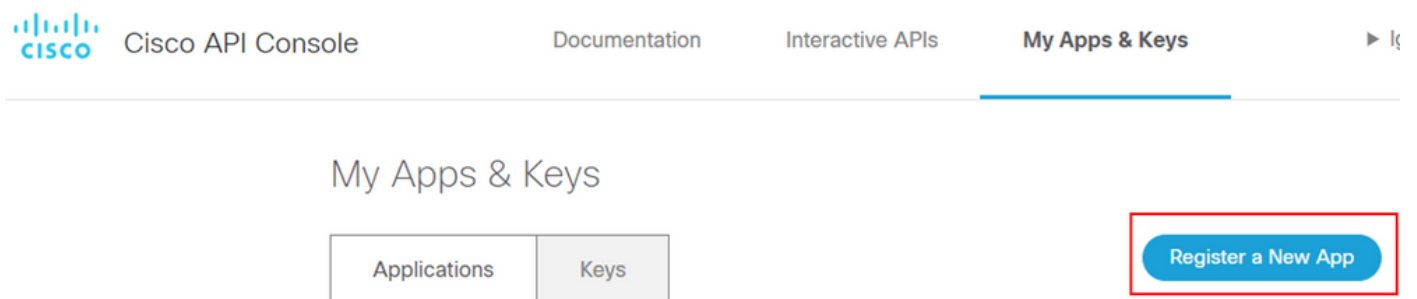 CISCO
Cisco API Console
Documentation
Interactive APIs
My Apps & Keys
My Apps & Keys
Applications
Keys
Register a New App